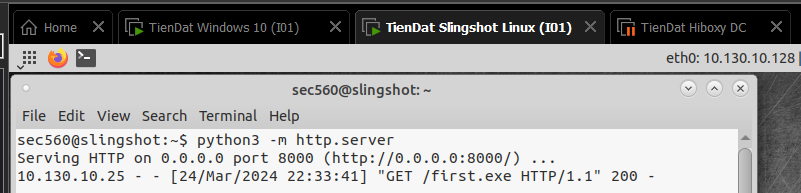 Home TienDat Windows 10 (I01) TienDat Slingshot Linux (I01) TienDat Hiboxy DC
eth0: 10.130.10.128
sec560@slingshot: ~
File Edit View Search Terminal Help
sec560@slingshot:~$ python3 -m http.server
Serving HTTP on 0.0.0.0 port 8000 (http://0.0.0.0:8000/) ...
10.130.10.25 - - [24/Mar/2024 22:33:41] "GET /first.exe HTTP/1.1" 200 -